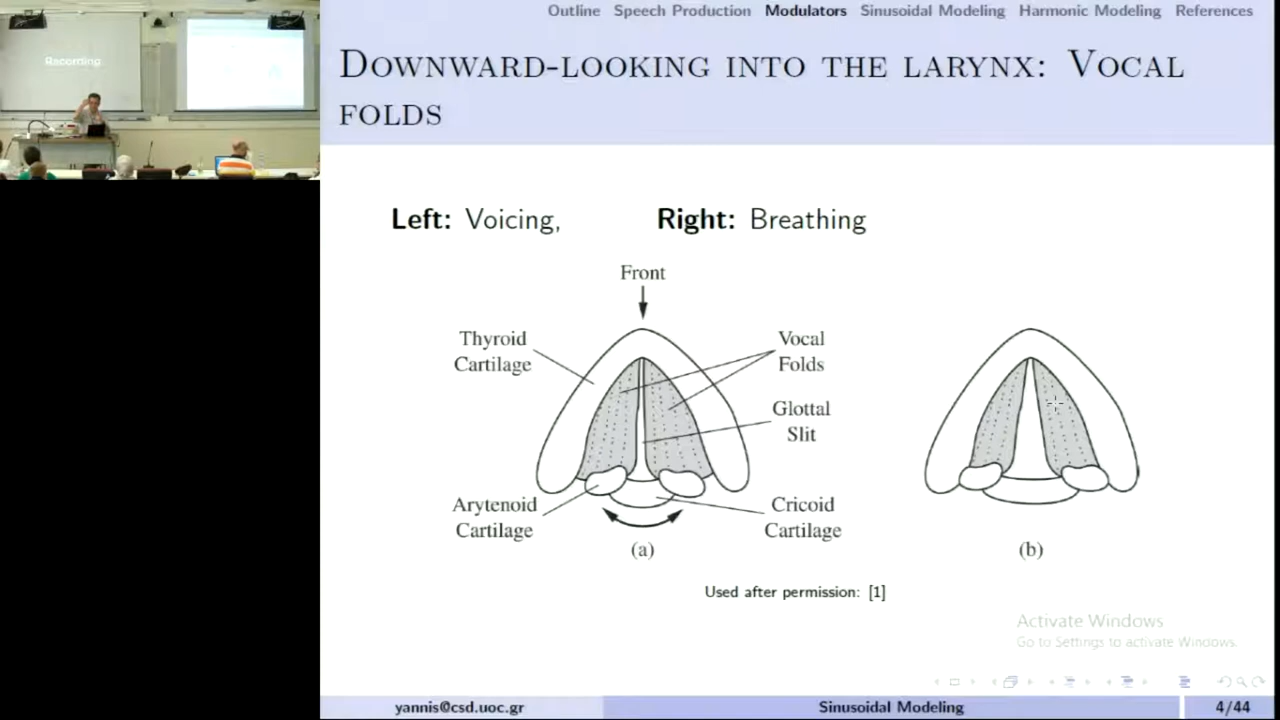 Recording
Outline Speech Production Modulators Sinusoidal Modeling Harmonic Modeling References
Downward-looking into the larynx: Vocal
folds
Left: Voicing, Right: Breathing
Front
Thyroid
Cartilage
Vocal
Folds
Glottal
Slit
Arytenoid
Cartilage
Cricoid
Cartilage
(a)
(b)
Used after permission: [1]
Activate Windows
Go to Settings to activate Windows.
yannis@csd.uoc.gr Sinusoidal Modeling 4/44